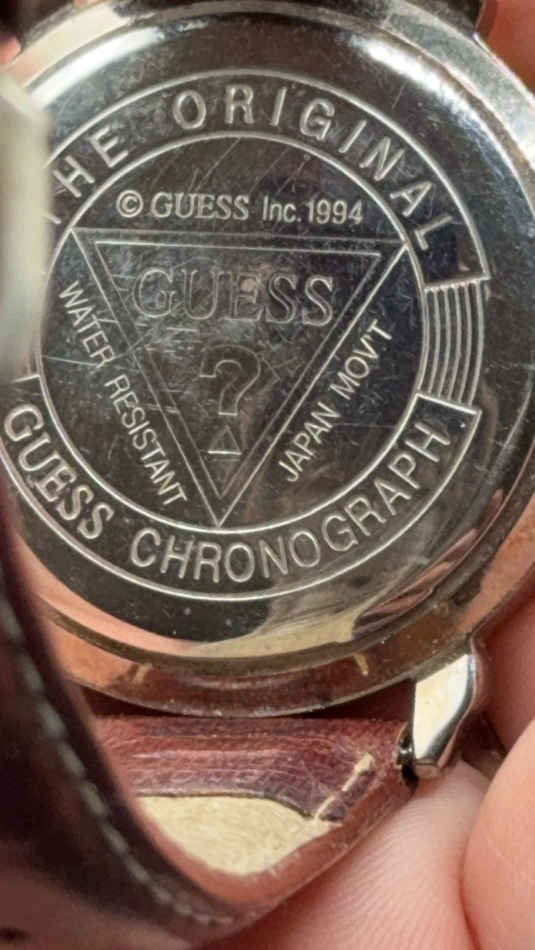 THE ORIGINAL
© GUESS Inc. 1994
GUESS
?
WATER RESISTANT
JAPAN MOV'T
GUESS CHRONOGRAPH